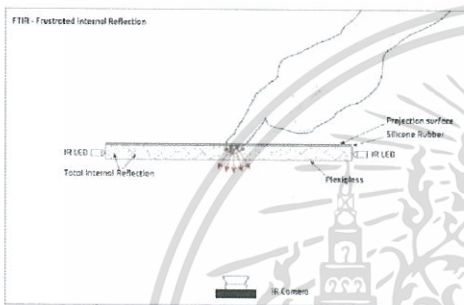 FTIR - Frustrated Internal Reflection
Projection surface
Silicone Rubber
IR LED
IR LED
Total Internal Reflection
Plexiglass
IR Camera